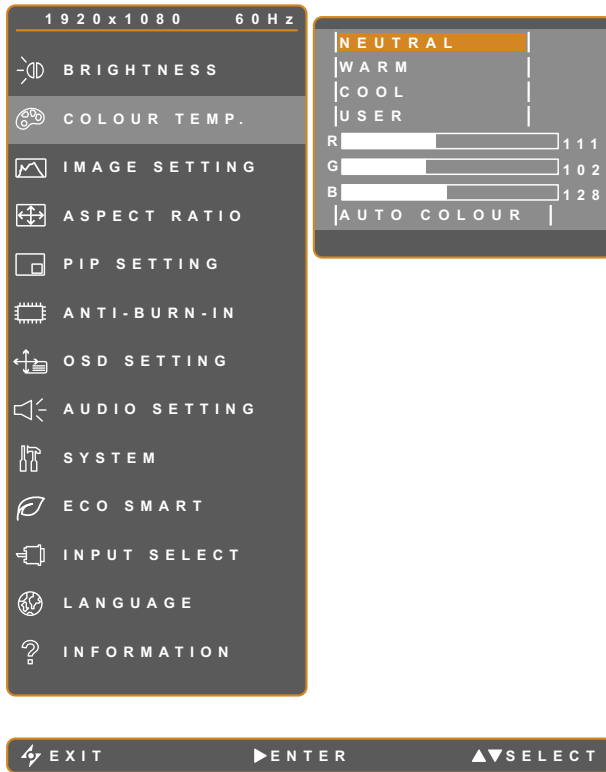 1920x1080 60Hz
BRIGHTNESS
COLOUR TEMP.
IMAGE SETTING
ASPECT RATIO
PIP SETTING
ANTI-BURN-IN
OSD SETTING
AUDIO SETTING
SYSTEM
ECO SMART
INPUT SELECT
LANGUAGE
INFORMATION
NEUTRAL
WARM
COOL
USER
R 111
G 102
B 128
AUTO COLOUR
EXIT ENTER SELECT